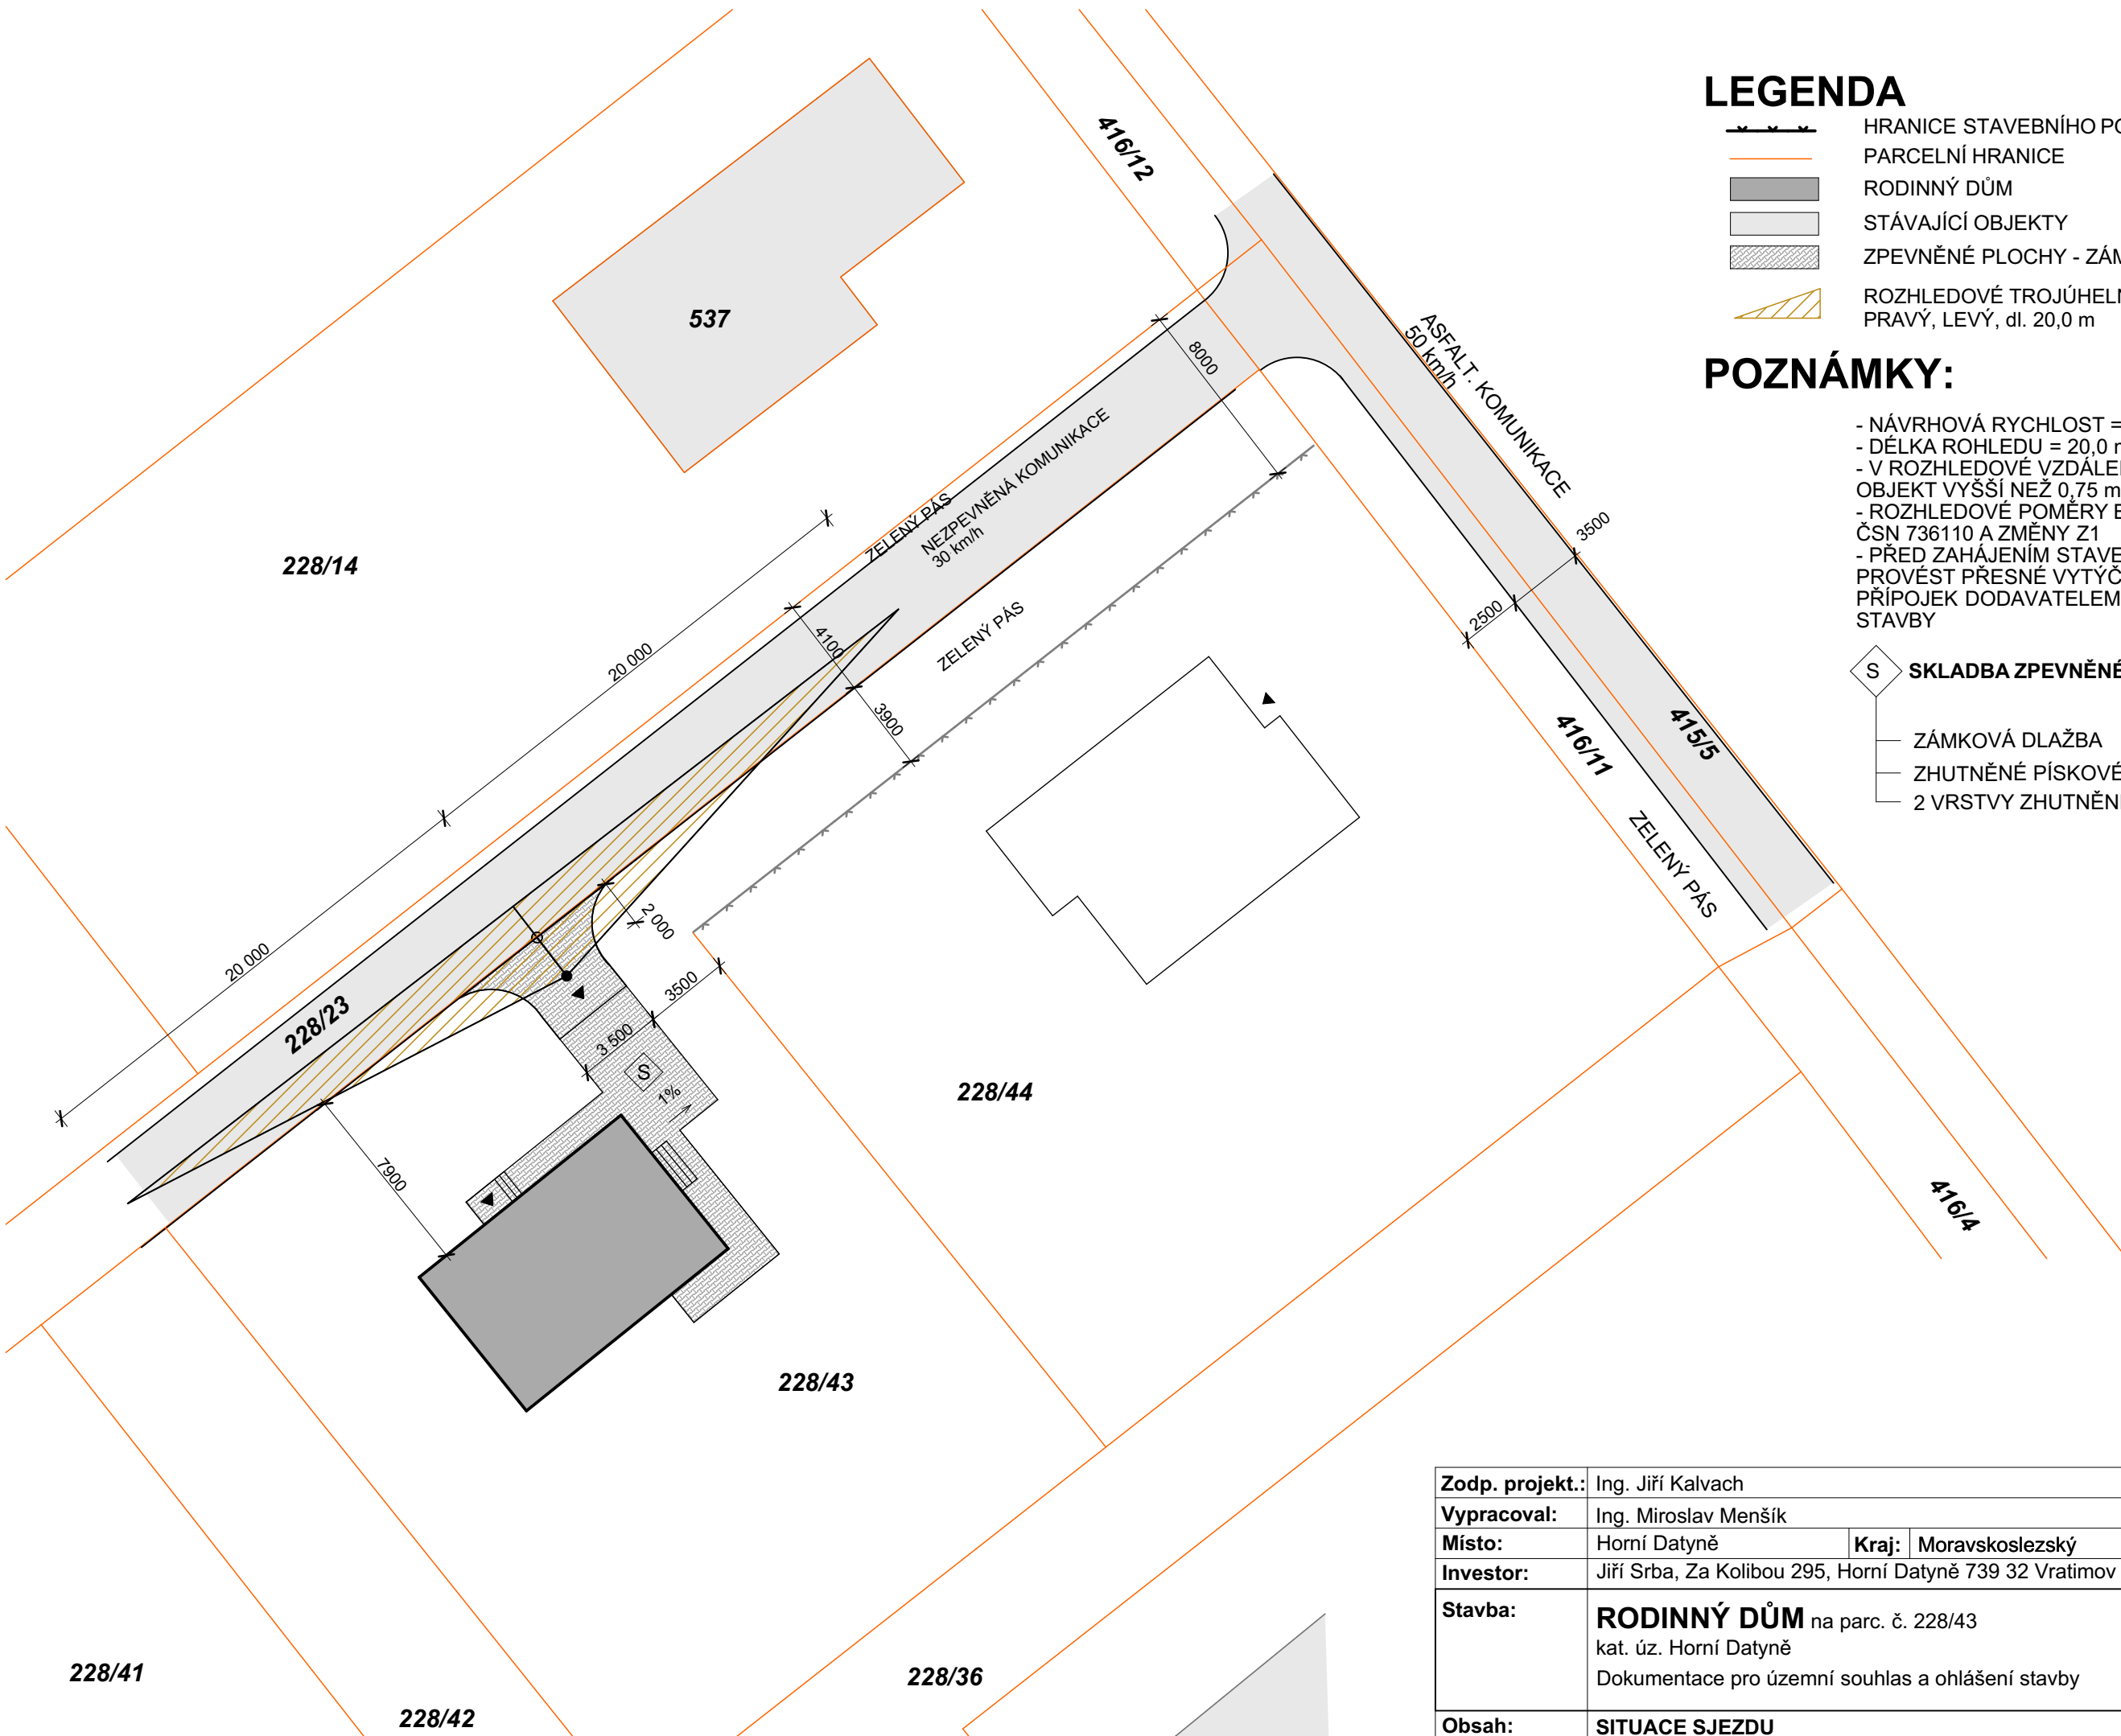 LEGENDA
HRANICE STAVEBNÍHO
PARCELNÍ HRANICE
RODINNÝ DŮM
STÁVAJÍCÍ OBJEKTY
ZPEVNĚNÉ PLOCHY -
ROZHLEDOVÉ
PRAVÝ, LEVÝ, dl. 20,0 m
POZNÁMKY:
- NÁVRHOVÁ RYCHLOST =
- DÉLKA ROHLEDU = 20,0
- V ROZHLEDOVÉ
OBJEKT VYŠŠÍ NEŽ 0,75 m
- ROZHLEDOVÉ POMĚRY
ČSN 736110 A ZMĚNY Z1
- PŘED ZAHÁJENÍM
PROVÉST PŘESNÉ
PŘÍPOJEK DODAVATELEM
STAVBY
S SKLADBA ZPEVNĚNÉ
ZÁMKOVÁ DLAŽBA
ZHUTNĚNÉ PÍSKOVÉ
2 VRSTVY
416/12
537
8000
ASFALT. KOMUNIKACE
50 km/h
ZELENÝ PÁS
NEZPEVNĚNÁ KOMUNIKACE
30 km/h
228/14
3500
2500
20 000
4100
ZELENÝ PÁS
3900
416/11
415/5
ZELENÝ PÁS
2 000
20 000
3500
228/23
3 500
S
1%
228/44
7900
416/4
228/43
228/41
228/42
228/36
Zodp. projekt.: Ing. Jiří Kalvach
Vypracoval: Ing. Miroslav Menšík
Místo: Horní Datyně Kraj: Moravskoslezský
Investor: Jiří Srba, Za Kolibou 295, Horní Datyně 739 32 Vratimov
Stavba: RODINNÝ DŮM na parc. č. 228/43
kat. úz. Horní Datyně
Dokumentace pro územní souhlas a ohlášení stavby
Obsah: SITUACE SJEZDU